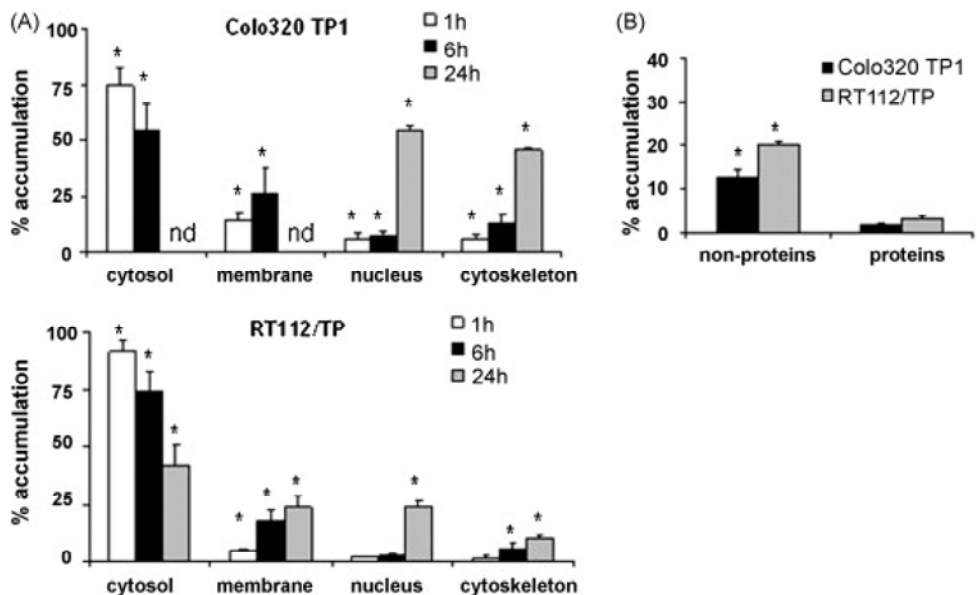 (A)
Colo320 TP1
1h
6h
24h
% accumulation
100
75
50
25
0
* * * * * * * * * *
nd nd
cytosol membrane nucleus cytoskeleton
RT112/TP
1h
6h
24h
% accumulation
100
75
50
25
0
* * * * * * * * *
cytosol membrane nucleus cytoskeleton
(B)
Colo320 TP1
RT112/TP
% accumulation
40
30
20
10
0
* *
non-proteins proteins